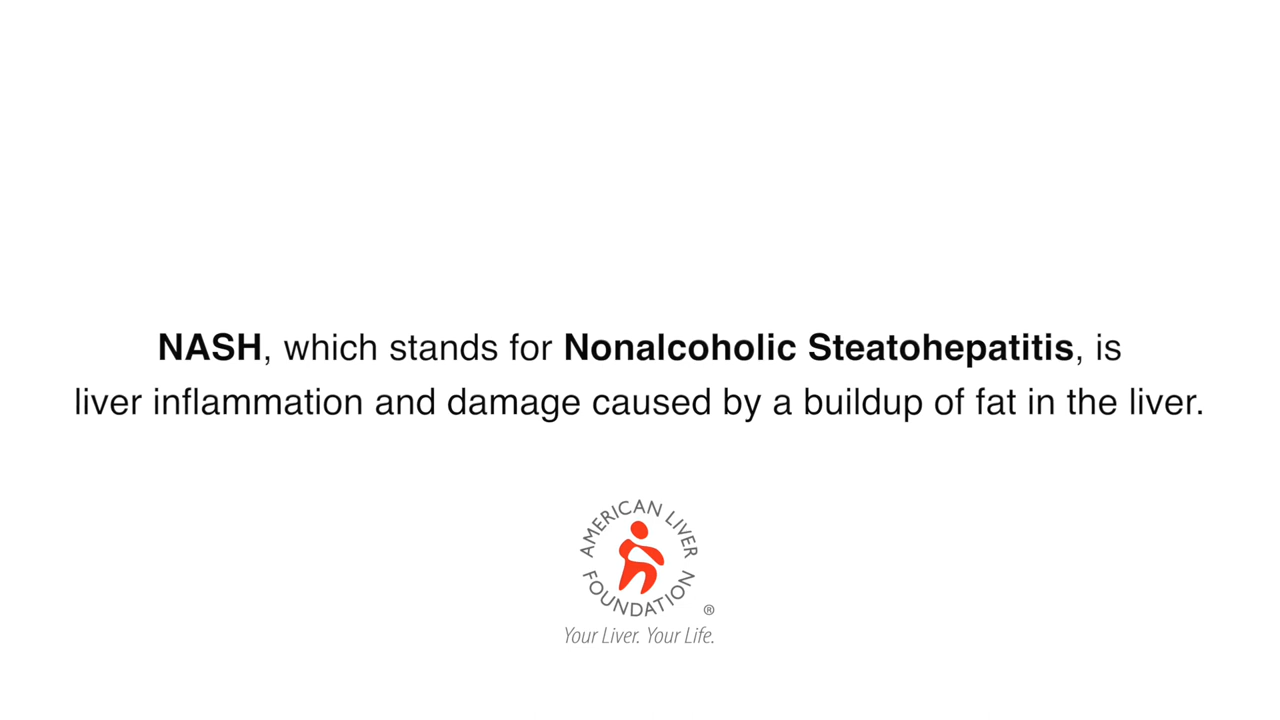 NASH, which stands for Nonalcoholic Steatohepatitis, is
liver inflammation and damage caused by a buildup of fat in the liver.
AMERICAN LIVER
FOUNDATION
®
Your Liver. Your Life.